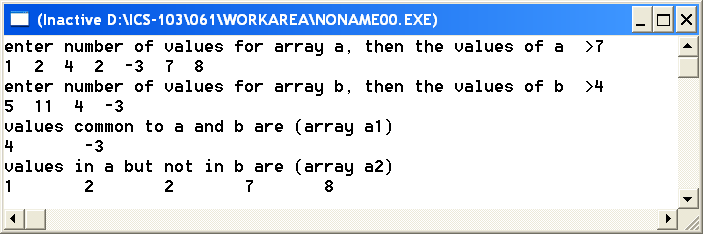 (Inactive D:\ICS-103\061\WORKAREA\NONAME00.EXE)
enter number of values for array a, then the values of a >7
1 2 4 2 -3 7 8
enter number of values for array b, then the values of b >4
5 11 4 -3
values common to a and b are (array a1)
4 -3
values in a but not in b are (array a2)
1 2 2 7 8